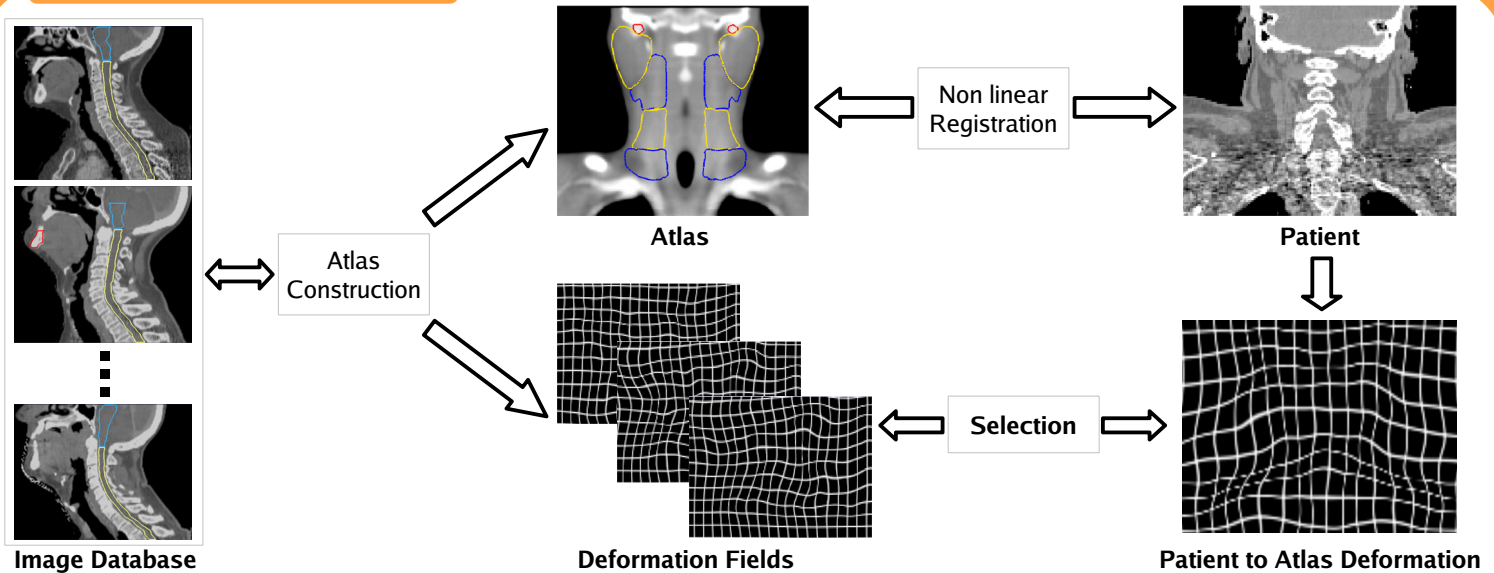 Atlas
Construction
Non linear
Registration
Atlas
Patient
Selection
Image Database
Deformation Fields
Patient to Atlas Deformation